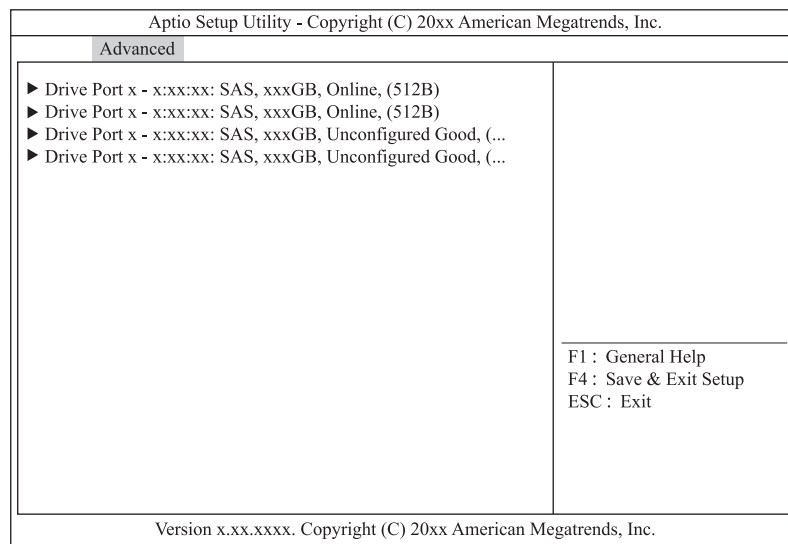 Aptio Setup Utility - Copyright (C) 20xx American Megatrends, Inc.
Advanced
▶ Drive Port x - x:xx:xx: SAS, xxxGB, Online, (512B)
▶ Drive Port x - x:xx:xx: SAS, xxxGB, Online, (512B)
▶ Drive Port x - x:xx:xx: SAS, xxxGB, Unconfigured Good, (...
▶ Drive Port x - x:xx:xx: SAS, xxxGB, Unconfigured Good, (...
F1 : General Help
F4 : Save & Exit Setup
ESC : Exit
Version x.xx.xxxx. Copyright (C) 20xx American Megatrends, Inc.